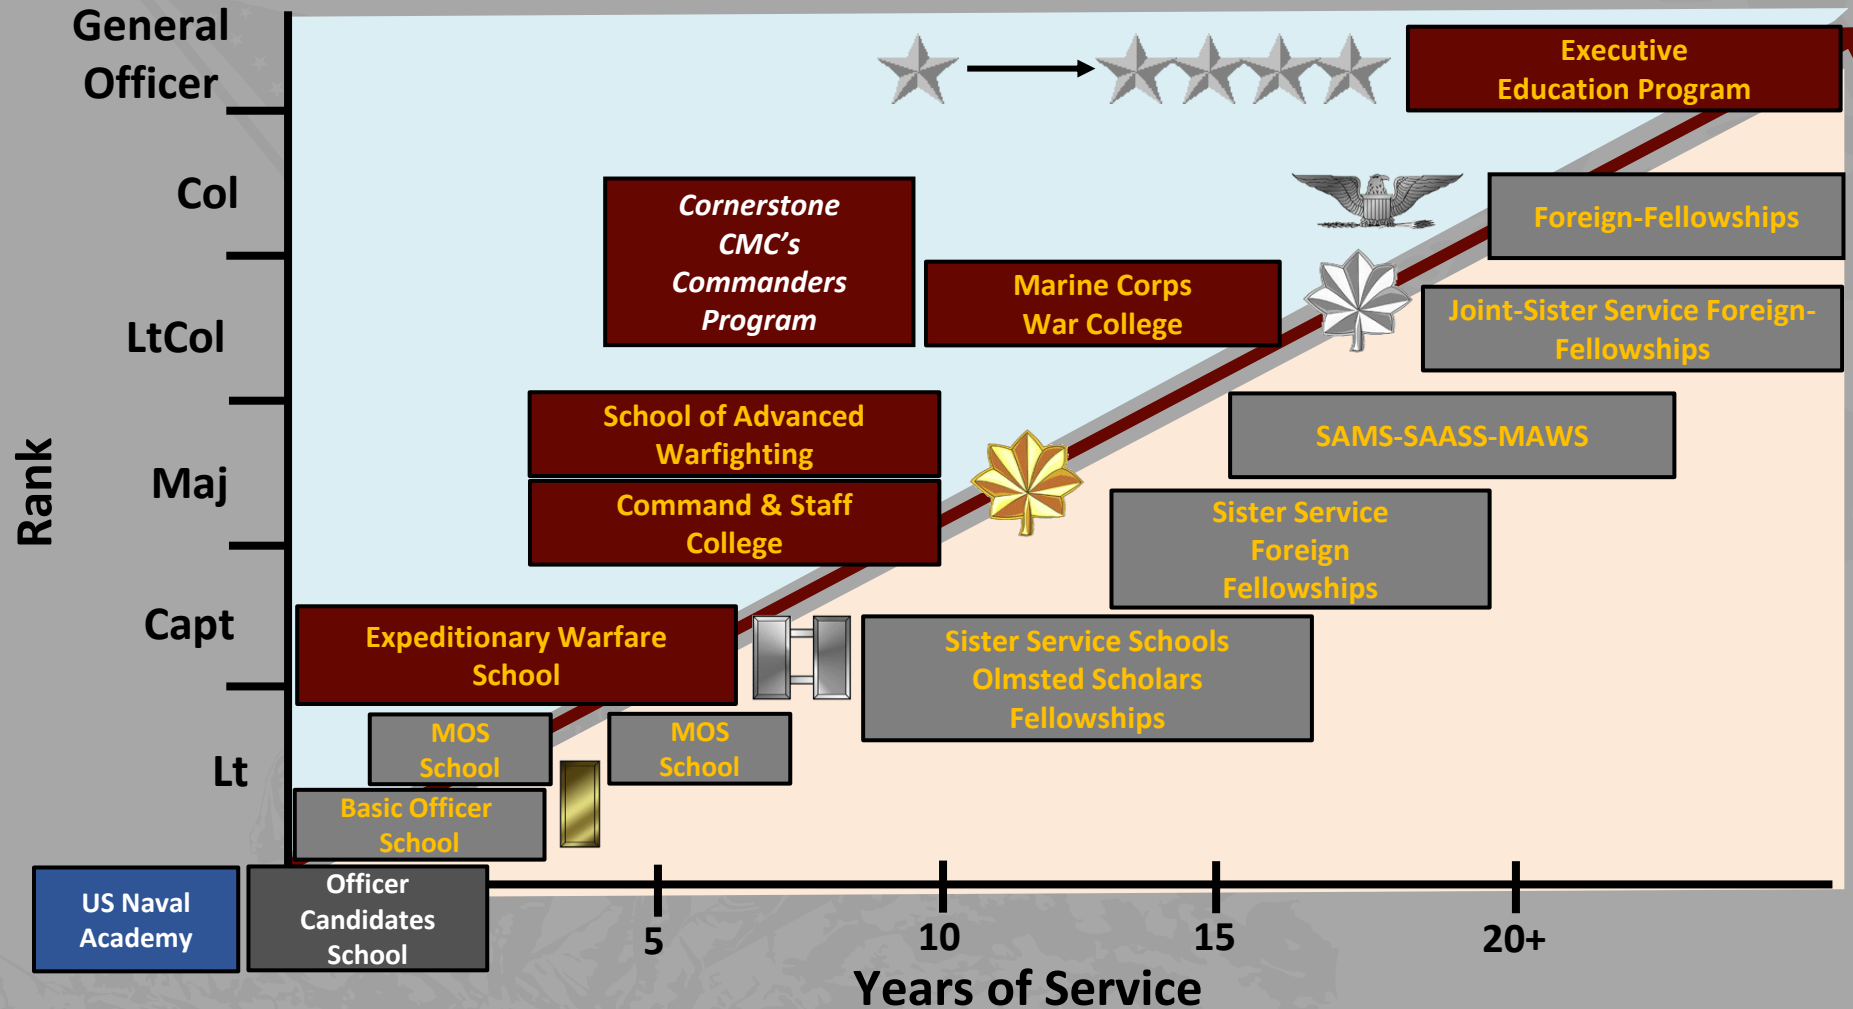 General
Officer
Executive
Education Program
Col
Cornerstone
CMC's
Commanders
Program
Foreign-Fellowships
LtCol
Marine Corps
War College
Joint-Sister Service Foreign-
Fellowships
Rank
Maj
School of Advanced
Warfighting
SAMS-SAASS-MAWS
Command & Staff
College
Sister Service
Foreign
Fellowships
Capt
Expeditionary Warfare
School
Sister Service Schools
Olmsted Scholars
Fellowships
Lt
MOS
School
MOS
School
Basic Officer
School
US Naval
Academy
Officer
Candidates
School
5
10
15
20+
Years of Service